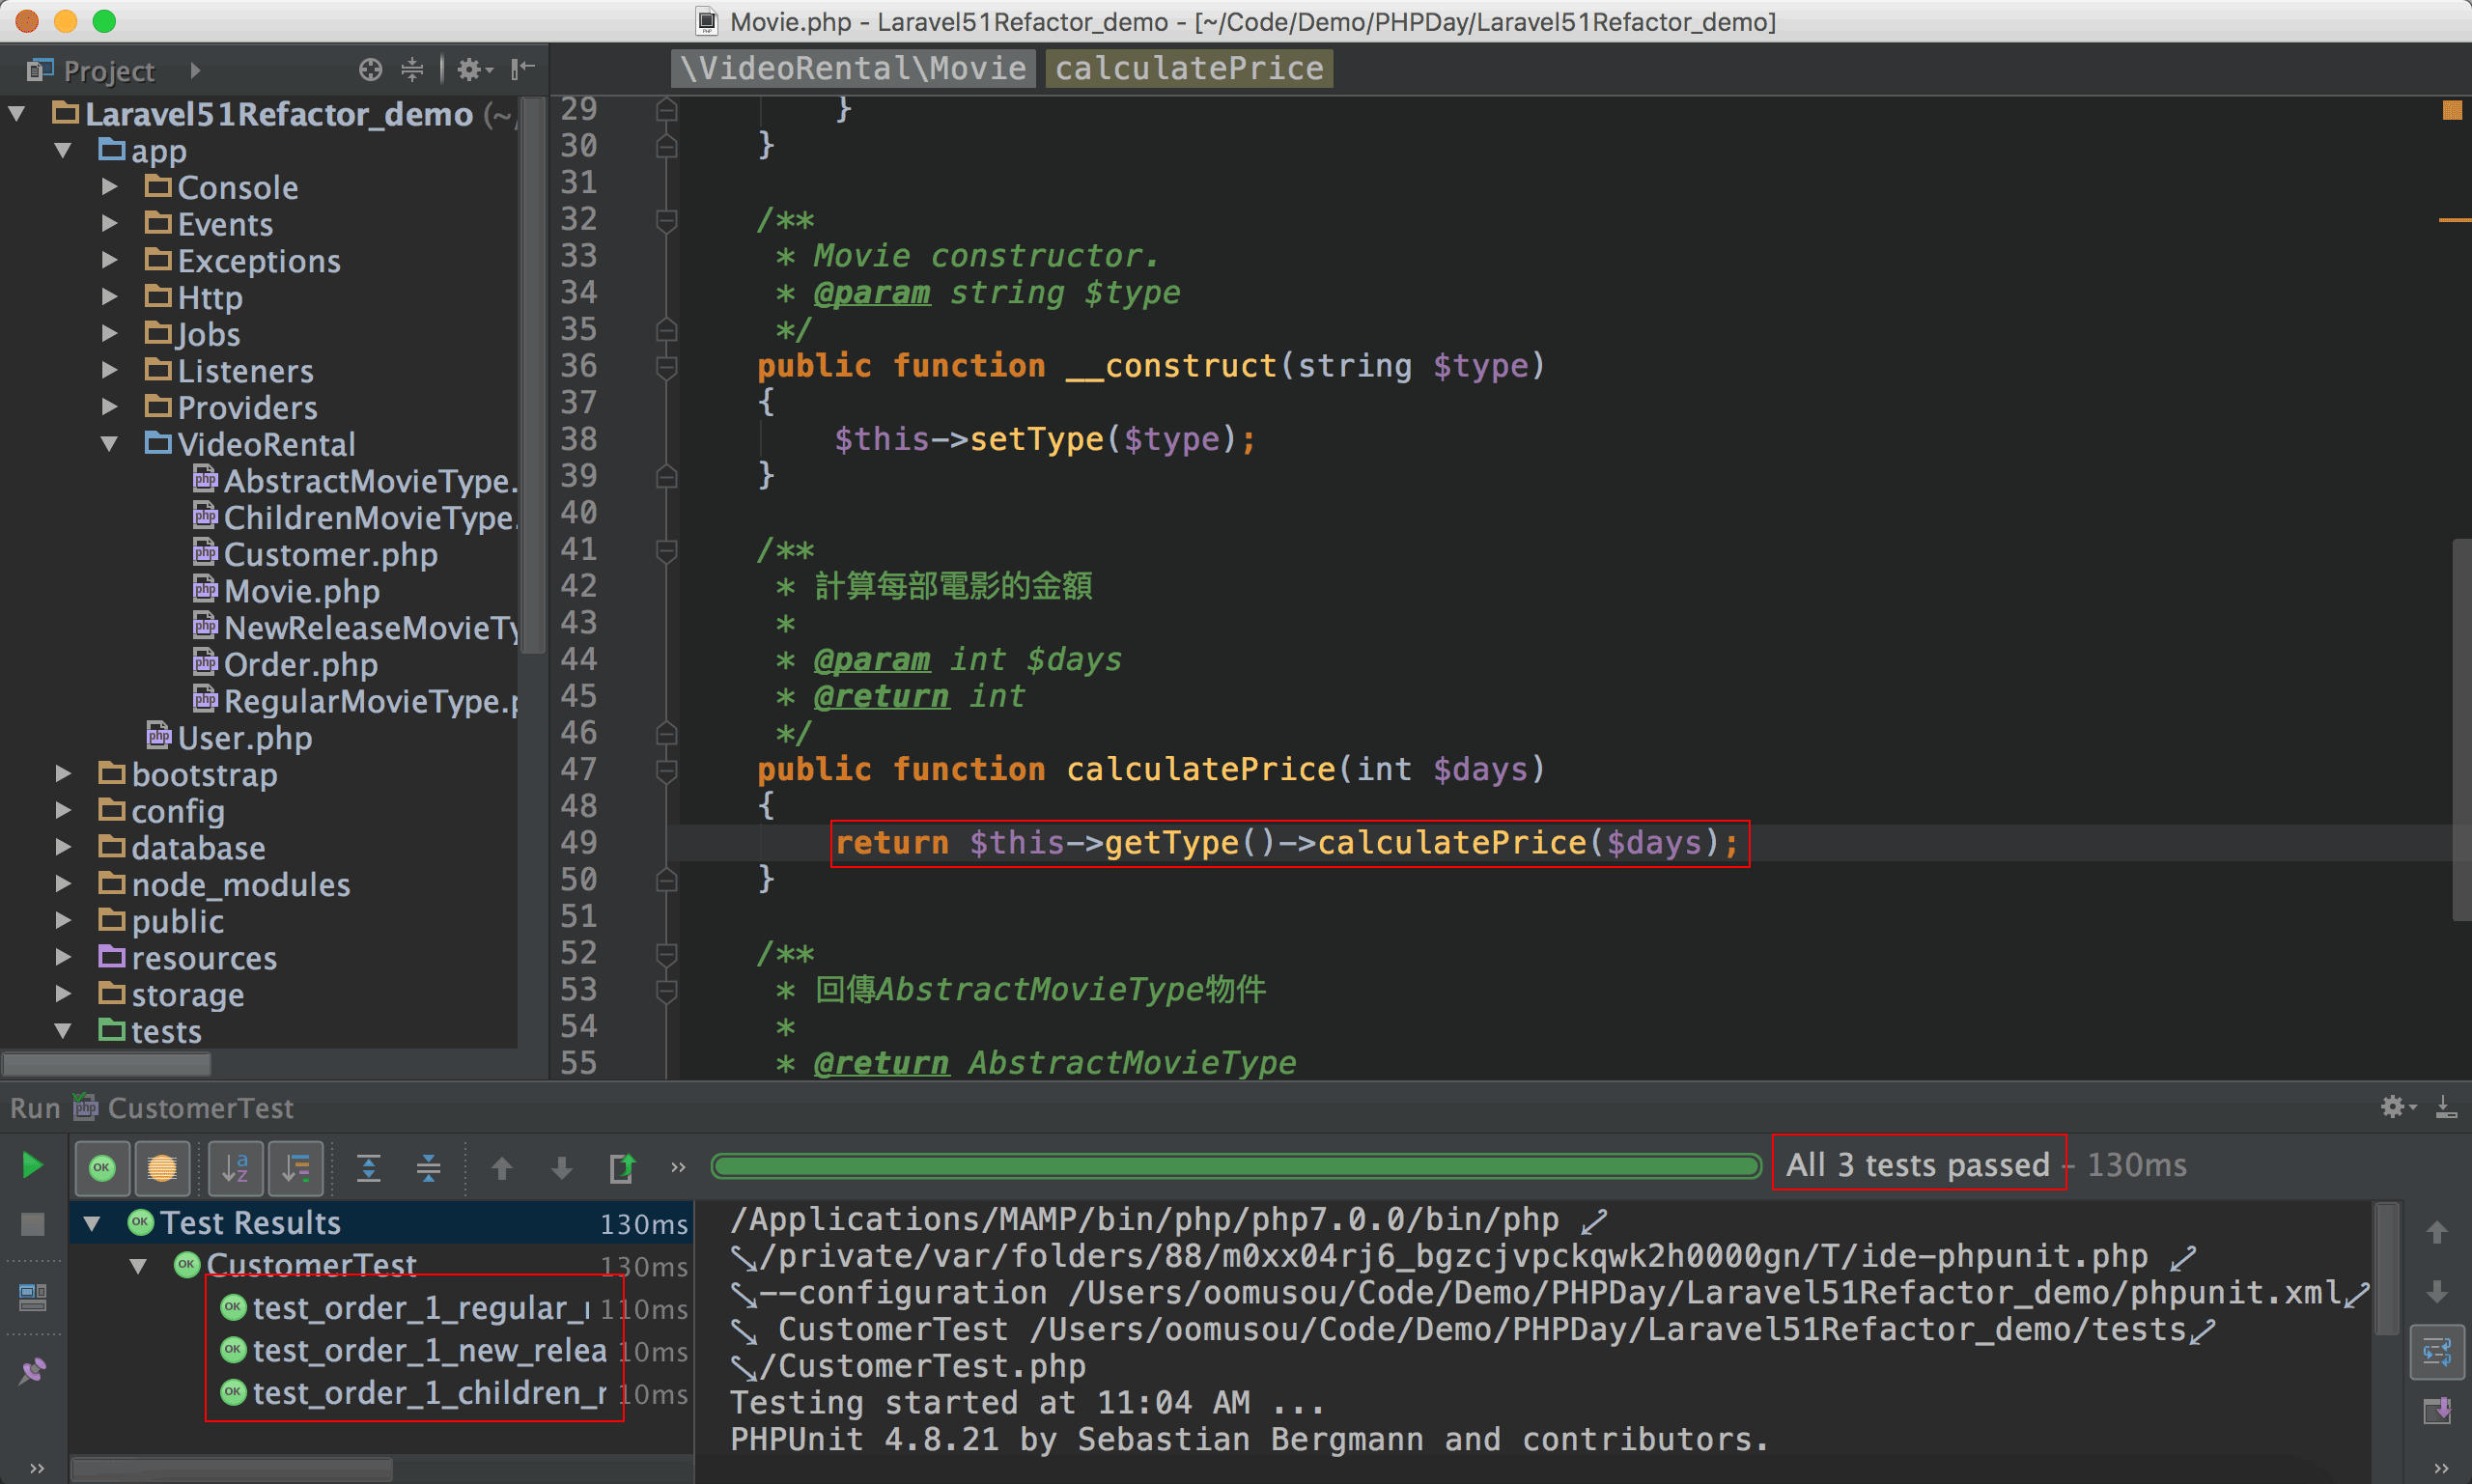 Movie.php - Laravel51Refactor_demo - [~/Code/Demo/PHPDay/Laravel51Refactor_demo]
Project
\VideoRental\Movie calculatePrice
Laravel51Refactor_demo (~/
app
Console
Events
Exceptions
Http
Jobs
Listeners
Providers
VideoRental
AbstractMovieType.
ChildrenMovieType.
Customer.php
Movie.php
NewReleaseMovieTy
Order.php
RegularMovieType.p
User.php
bootstrap
config
database
node_modules
public
resources
storage
tests
29 }
30 }
31
32 /**
33 * Movie constructor.
34 * @param string $type
35 */
36 public function __construct(string $type)
37 {
38 $this->setType($type);
39 }
40
41 /**
42 * 計算每部電影的金額
43 *
44 * @param int $days
45 * @return int
46 */
47 public function calculatePrice(int $days)
48 {
49 return $this->getType()->calculatePrice($days);
50 }
51
52 /**
53 * 回傳AbstractMovieType物件
54 *
55 * @return AbstractMovieType
Run CustomerTest
All 3 tests passed - 130ms
Test Results 130ms
CustomerTest 130ms
test_order_1_regular_ 110ms
test_order_1_new_relea 10ms
test_order_1_children_ 10ms
/Applications/MAMP/bin/php/php7.0.0/bin/php
/private/var/folders/88/m0xx04rj6_bgzcjvpckqwk2h0000gn/T/ide-phpunit.php
--configuration /Users/oomusou/Code/Demo/PHPDay/Laravel51Refactor_demo/phpunit.xml
CustomerTest /Users/oomusou/Code/Demo/PHPDay/Laravel51Refactor_demo/tests
/CustomerTest.php
Testing started at 11:04 AM ...
PHPUnit 4.8.21 by Sebastian Bergmann and contributors.